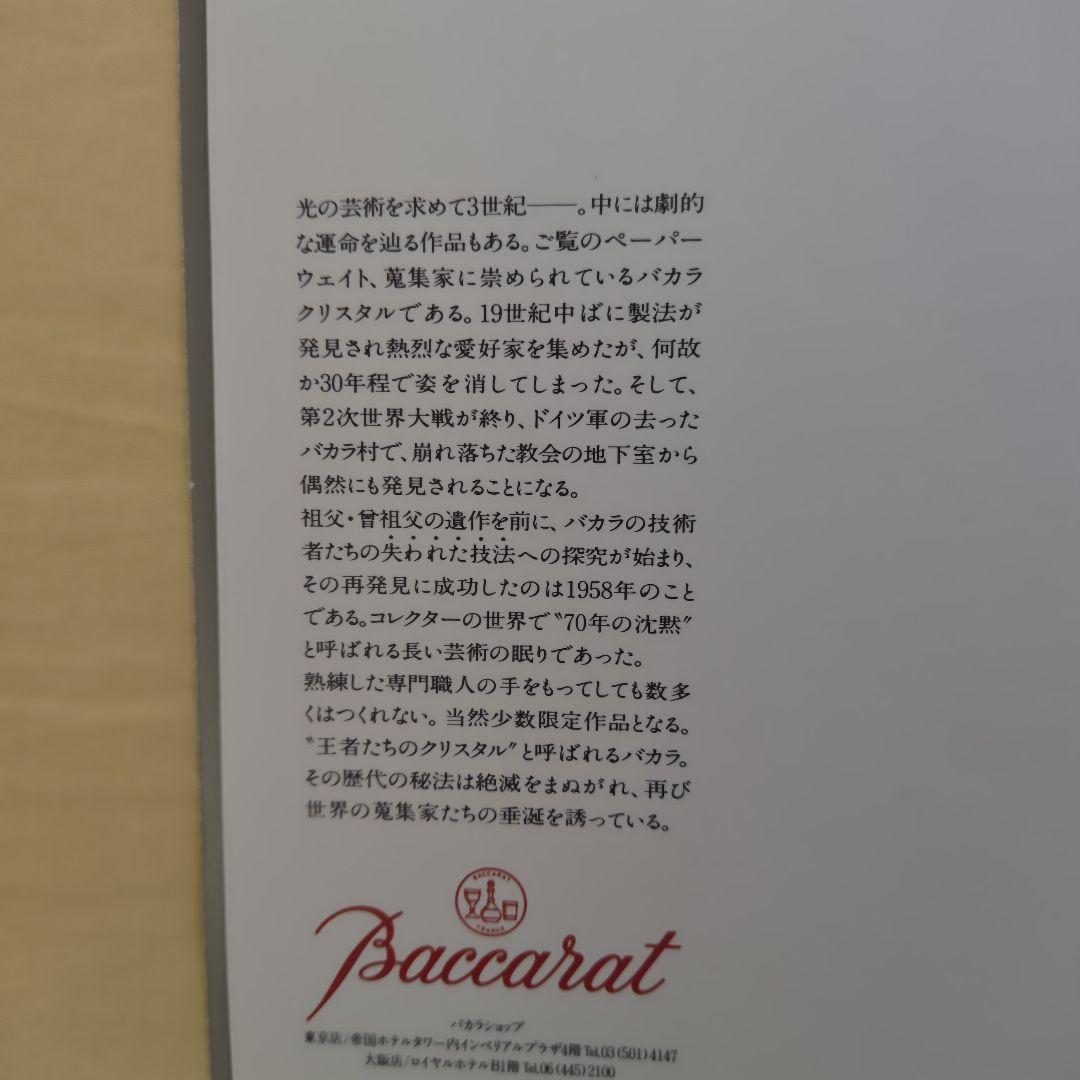 光の芸術を求めて3世紀——。中には劇的
な運命を辿る作品もある。ご覧のペーパー
ウェイト、蒐集家に崇められているバカラ
クリスタルである。19世紀中ばに製法が
発見され熱烈な愛好家を集めたが、何故
か30年程で姿を消してしまった。そして、
第2次世界大戦が終り、ドイツ軍の去った
バカラ村で、崩れ落ちた教会の地下室から
偶然にも発見されることになる。
祖父・曾祖父の遺作を前に、バカラの技術
者たちの失われた技法への探究が始まり、
その再発見に成功したのは1958年のこと
である。コレクターの世界で〝70年の沈黙〞
と呼ばれる長い芸術の眠りであった。
熟練した専門職人の手をもってしても数多
くはつくれない。当然少数限定作品となる。
〝王者たちのクリスタル〞と呼ばれるバカラ。
その歴代の秘法は絶滅をまぬがれ、再び
世界の蒐集家たちの垂涎を誘っている。
BACCARAT
FRANCE
Baccarat
バカラショップ
東京店/帝国ホテルタワー内インペリアルプラザ4階 Tel.03(501)4147
大阪店/ロイヤルホテルB1階 Tel.06(445)2100